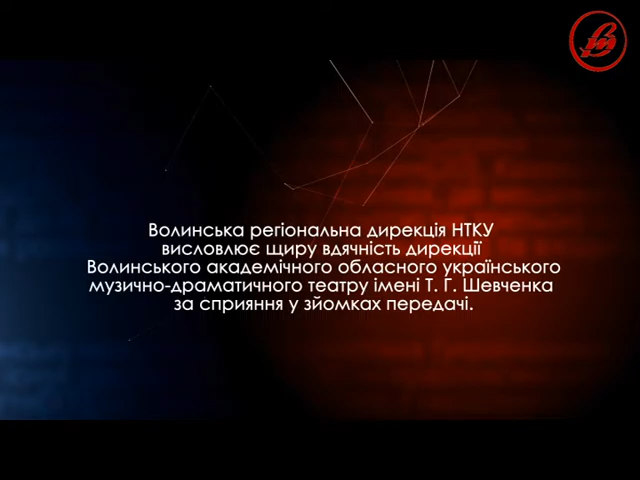 Волинська регіональна дирекція НТКУ
висловлює щиру вдячність дирекції
Волинського академічного обласного українського
музично-драматичного театру імені Т. Г. Шевченка
за сприяння у зйомках передачі.